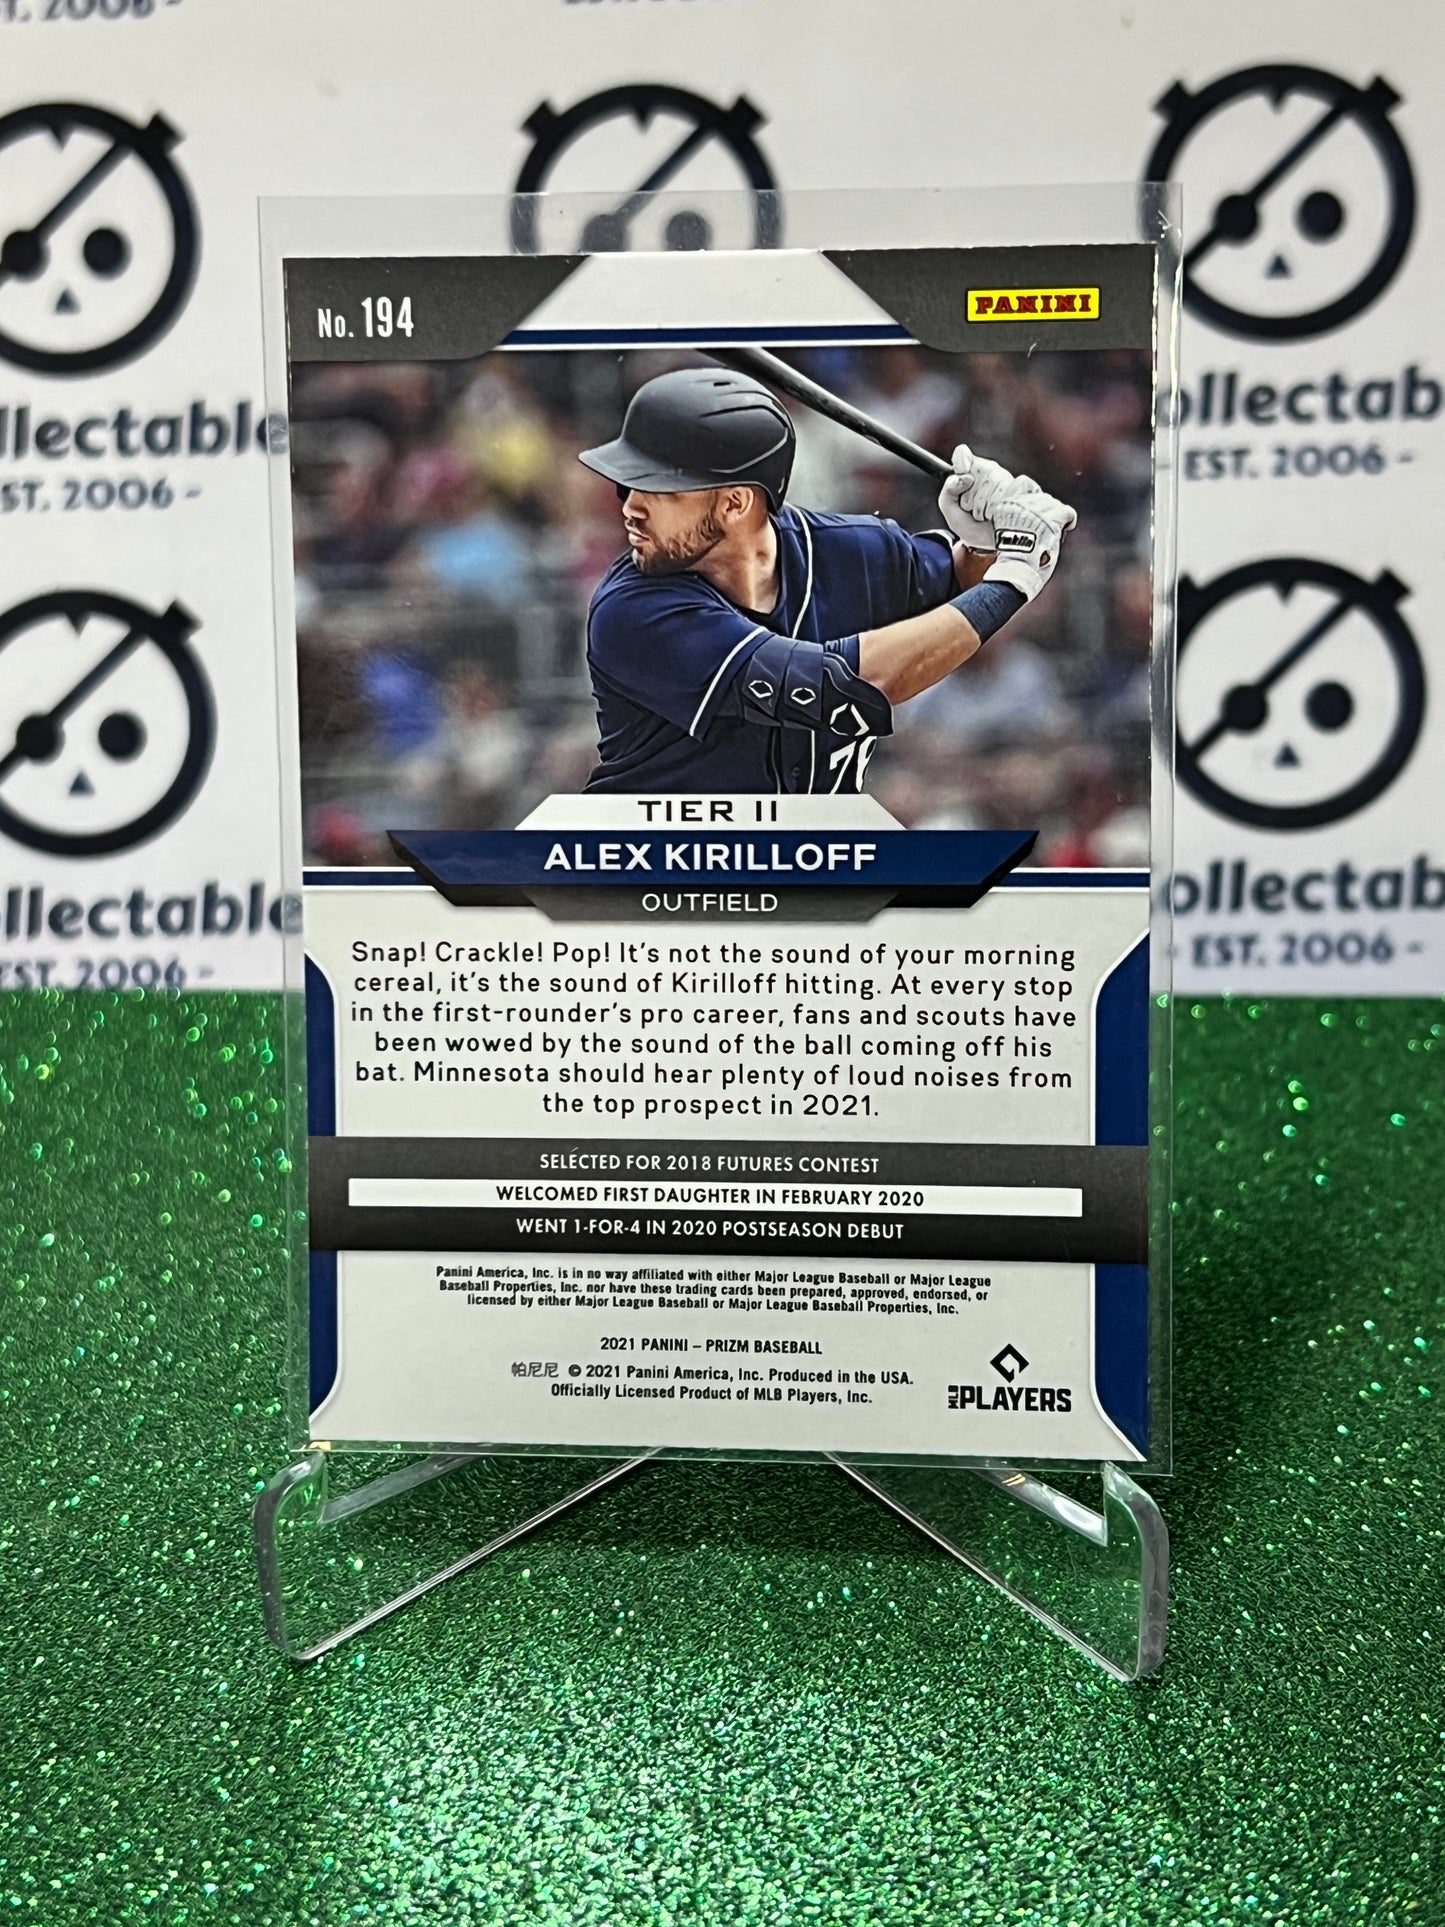 No. 194
PANINI
TIER II
ALEX KIRILLOFF
OUTFIELD
Snap! Crackle! Pop! It's not the sound of your morning
cereal, it's the sound of Kirilloff hitting. At every stop
in the first-rounder's pro career, fans and scouts have
been wowed by the sound of the ball coming off his
bat. Minnesota should hear plenty of loud noises from
the top prospect in 2021.
SELECTED FOR 2018 FUTURES CONTEST
WELCOMED FIRST DAUGHTER IN FEBRUARY 2020
WENT 1-FOR-4 IN 2020 POSTSEASON DEBUT
Panini America, Inc. is in no way affiliated with either Major League Baseball or Major League
Baseball Properties, Inc. nor have these trading cards been prepared, approved, endorsed, or
licensed by either Major League Baseball or Major League Baseball Properties, Inc.
2021 PANINI – PRIZM BASEBALL
帕尼尼 © 2021 Panini America, Inc. Produced in the USA.
Officially Licensed Product of MLB Players, Inc.
MLB PLAYERS
llectable
ST. 2006 -
ollectab
EST. 2006 -
ollectable
EST. 2006 -
ollectab
- EST. 2006 -